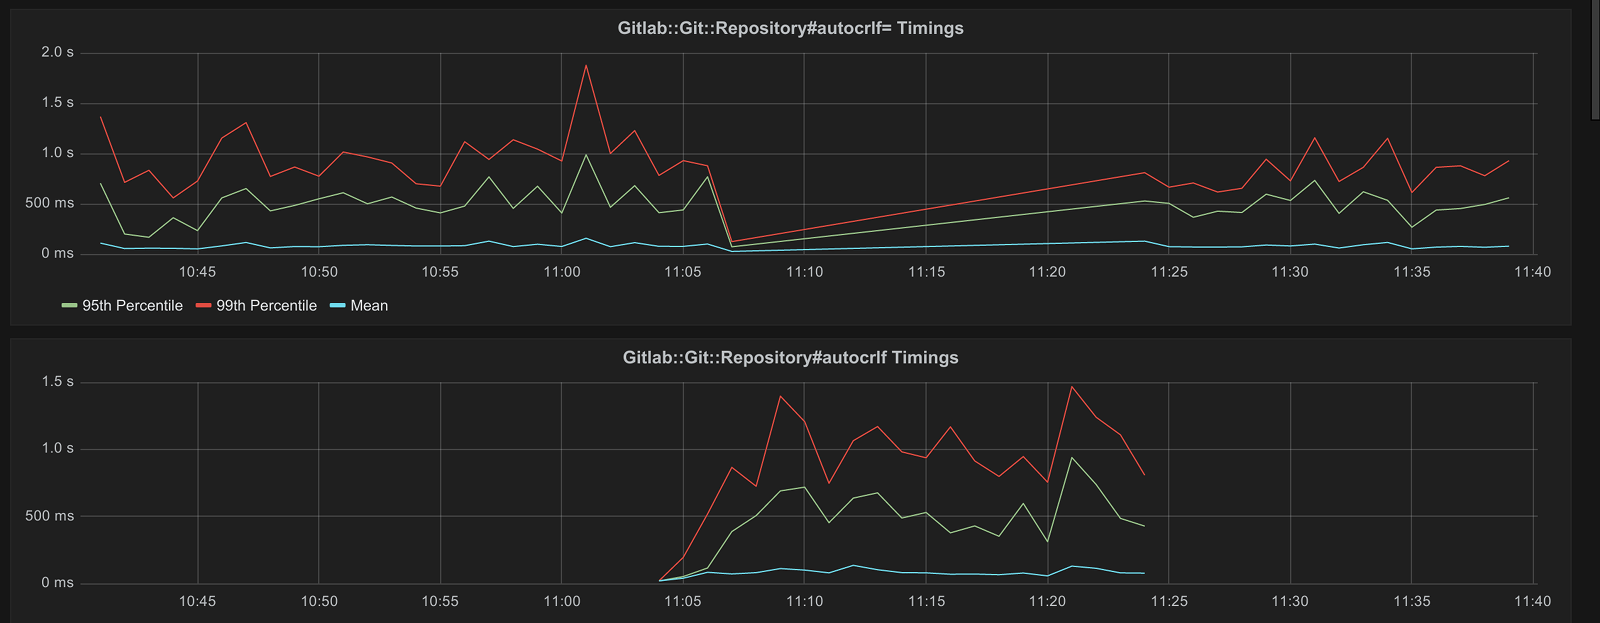 Gitlab::Git::Repository#autocrlf= Timings
2.0 s
1.5 s
1.0 s
500 ms
0 ms
10:45 10:50 10:55 11:00 11:05 11:10 11:15 11:20 11:25 11:30 11:35 11:40
95th Percentile 99th Percentile Mean
Gitlab::Git::Repository#autocrlf Timings
1.5 s
1.0 s
500 ms
0 ms
10:45 10:50 10:55 11:00 11:05 11:10 11:15 11:20 11:25 11:30 11:35 11:40